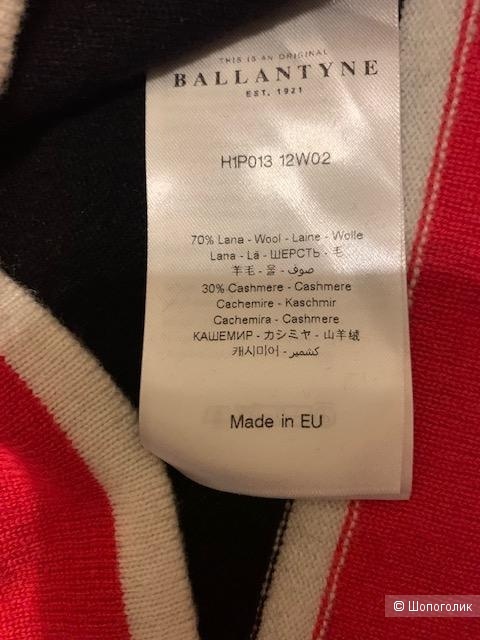 THIS IS AN ORIGINAL
BALLANTYNE
EST. 1921
H1P013 12W02
70% Lana - Wool - Laine - Wolle
Lana - Lã - ШЕРСТЬ - 毛
羊毛 - 울 - صوف
30% Cashmere - Cashmere
Cachemire - Kaschmir
Cachemira - Cashmere
КАШЕМИР - カシミヤ - 山羊绒
캐시미어 - كشمير
Made in EU
© Шопоголик